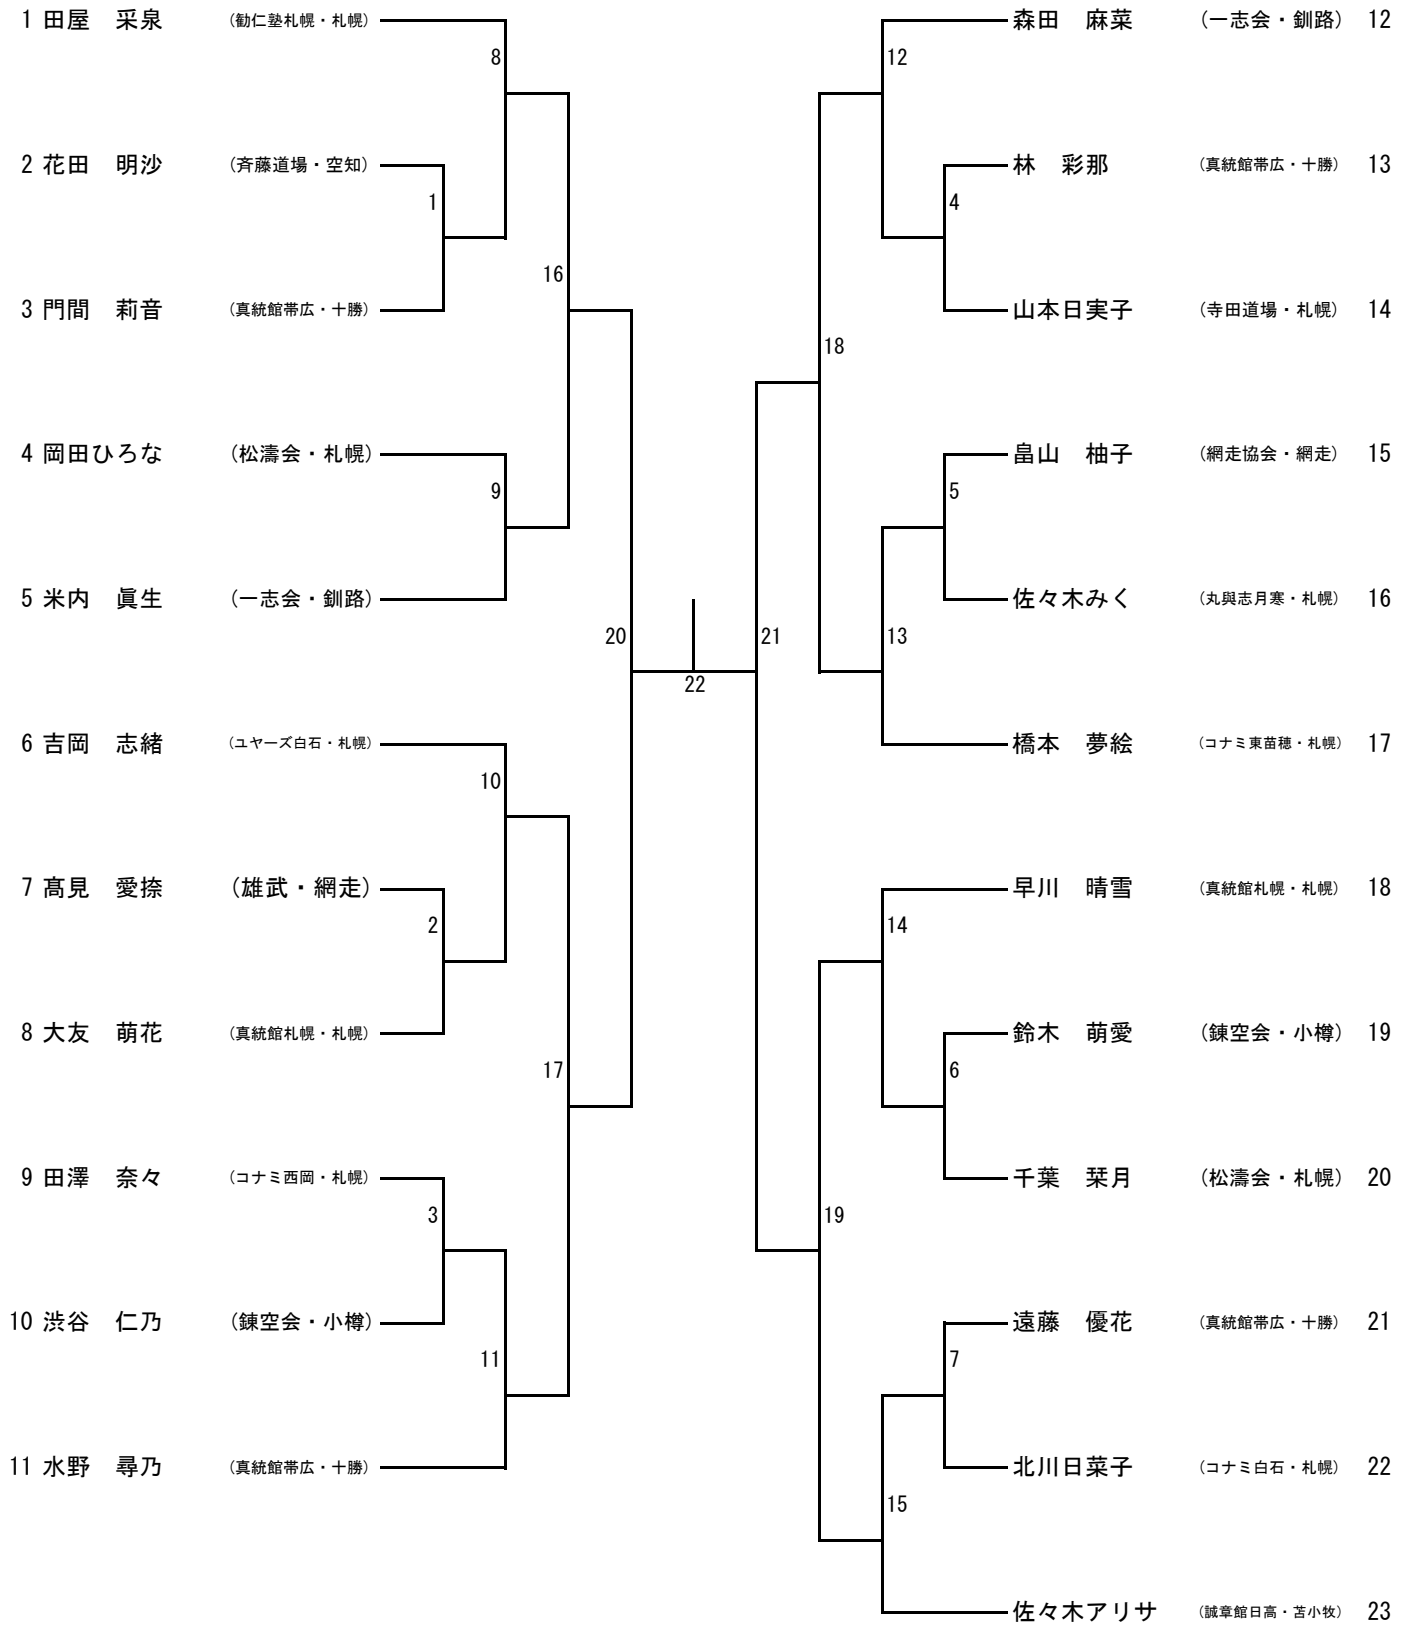 1 田屋　采泉 （勧仁塾札幌・札幌）
8
2 花田　明沙 （斉藤道場・空知）
1
16
3 門間　莉音 （真統館帯広・十勝）
4 岡田ひろな （松濤会・札幌）
9
5 米内　眞生 （一志会・釧路）
20
22
6 吉岡　志緒 （ユヤーズ白石・札幌）
10
7 髙見　愛捺 （雄武・網走）
2
8 大友　萌花 （真統館札幌・札幌）
17
9 田澤　奈々 （コナミ西岡・札幌）
3
10 渋谷　仁乃 （錬空会・小樽）
11
11 水野　尋乃 （真統館帯広・十勝）
森田　麻菜 （一志会・釧路） 12
12
林　彩那 （真統館帯広・十勝） 13
4
山本日実子 （寺田道場・札幌） 14
18
畠山　柚子 （網走協会・網走） 15
5
佐々木みく （丸與志月寒・札幌） 16
21
13
橋本　夢絵 （コナミ東苗穂・札幌） 17
早川　晴雪 （真統館札幌・札幌） 18
14
鈴木　萌愛 （錬空会・小樽） 19
6
千葉　栞月 （松濤会・札幌） 20
19
遠藤　優花 （真統館帯広・十勝） 21
7
北川日菜子 （コナミ白石・札幌） 22
15
佐々木アリサ （誠章館日高・苫小牧） 23